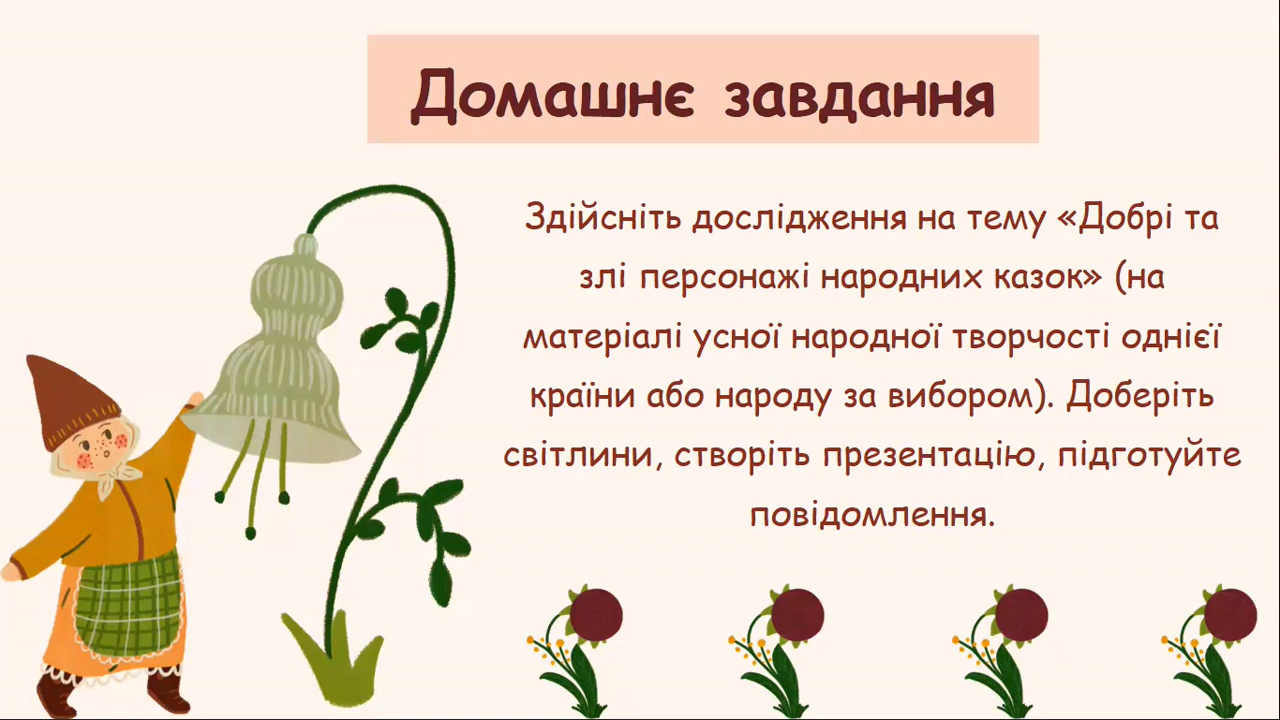 Домашнє завдання
Здійсніть дослідження на тему «Добрі та
злі персонажі народних казок» (на
матеріалі усної народної творчості однієї
країни або народу за вибором). Доберіть
світлини, створіть презентацію, підготуйте
повідомлення.